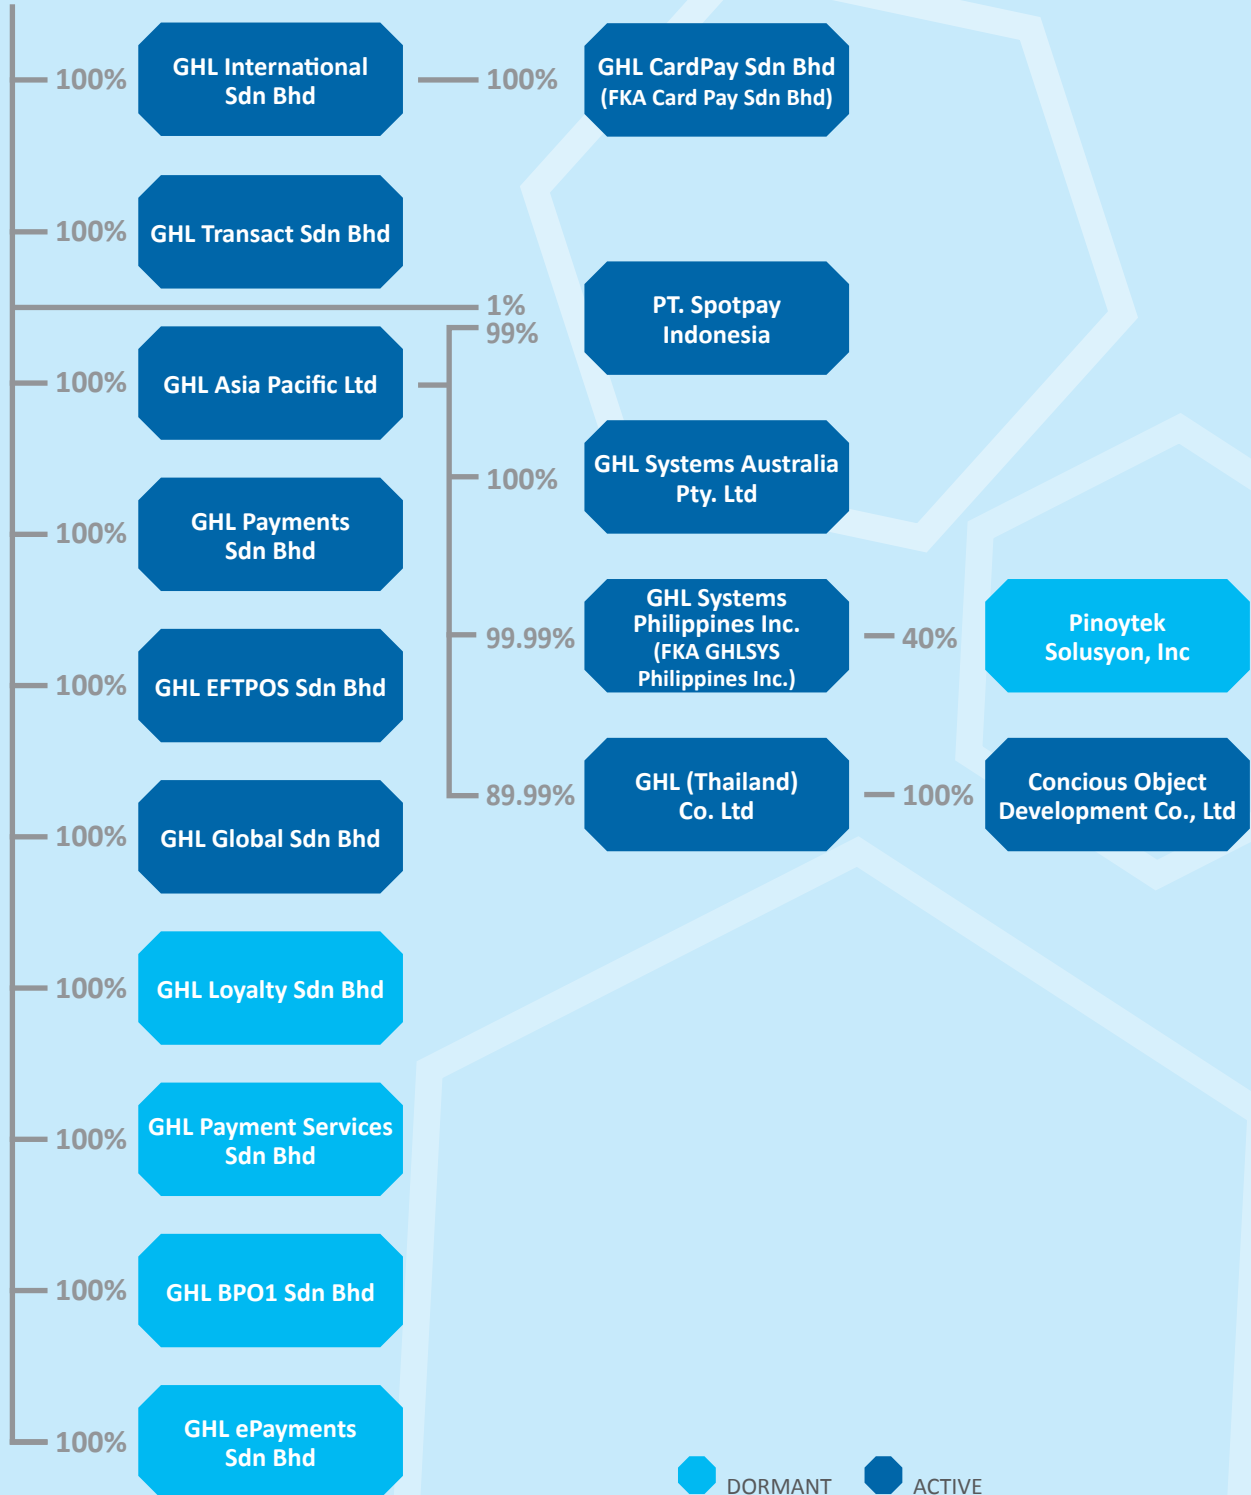 100%
GHL International
Sdn Bhd
100%
GHL CardPay Sdn Bhd
(FKA Card Pay Sdn Bhd)
100%
GHL Transact Sdn Bhd
1%
99%
PT. Spotpay
Indonesia
100%
GHL Asia Pacific Ltd
100%
GHL Systems Australia
Pty. Ltd
100%
GHL Payments
Sdn Bhd
99.99%
GHL Systems
Philippines Inc.
(FKA GHLSYS
Philippines Inc.)
40%
Pinoytek
Solusyon, Inc
100%
GHL EFTPOS Sdn Bhd
89.99%
GHL (Thailand)
Co. Ltd
100%
Concious Object
Development Co., Ltd
100%
GHL Global Sdn Bhd
100%
GHL Loyalty Sdn Bhd
100%
GHL Payment Services
Sdn Bhd
100%
GHL BPO1 Sdn Bhd
100%
GHL ePayments
Sdn Bhd
DORMANT
ACTIVE